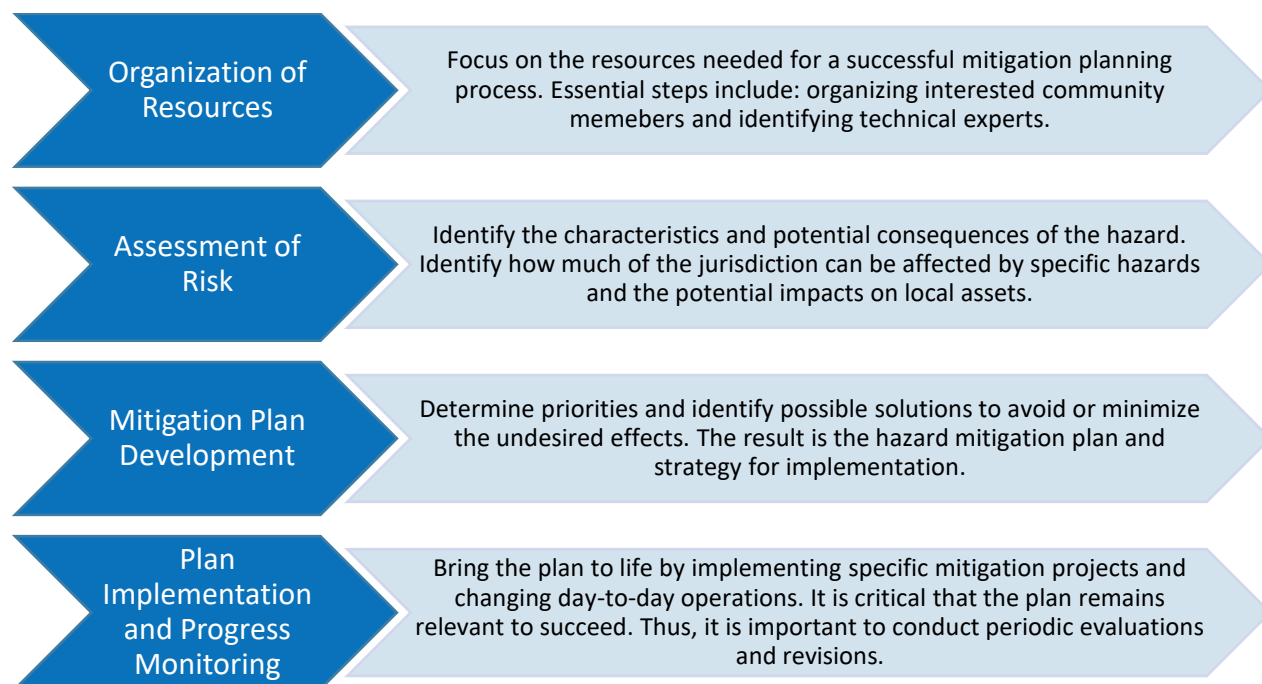 Organization of
Resources
Focus on the resources needed for a successful mitigation planning
process. Essential steps include: organizing interested community
memebers and identifying technical experts.
Assessment of
Risk
Identify the characteristics and potential consequences of the hazard.
Identify how much of the jurisdiction can be affected by specific hazards
and the potential impacts on local assets.
Mitigation Plan
Development
Determine priorities and identify possible solutions to avoid or minimize
the undesired effects. The result is the hazard mitigation plan and
strategy for implementation.
Plan
Implementation
and Progress
Monitoring
Bring the plan to life by implementing specific mitigation projects and
changing day-to-day operations. It is critical that the plan remains
relevant to succeed. Thus, it is important to conduct periodic evaluations
and revisions.